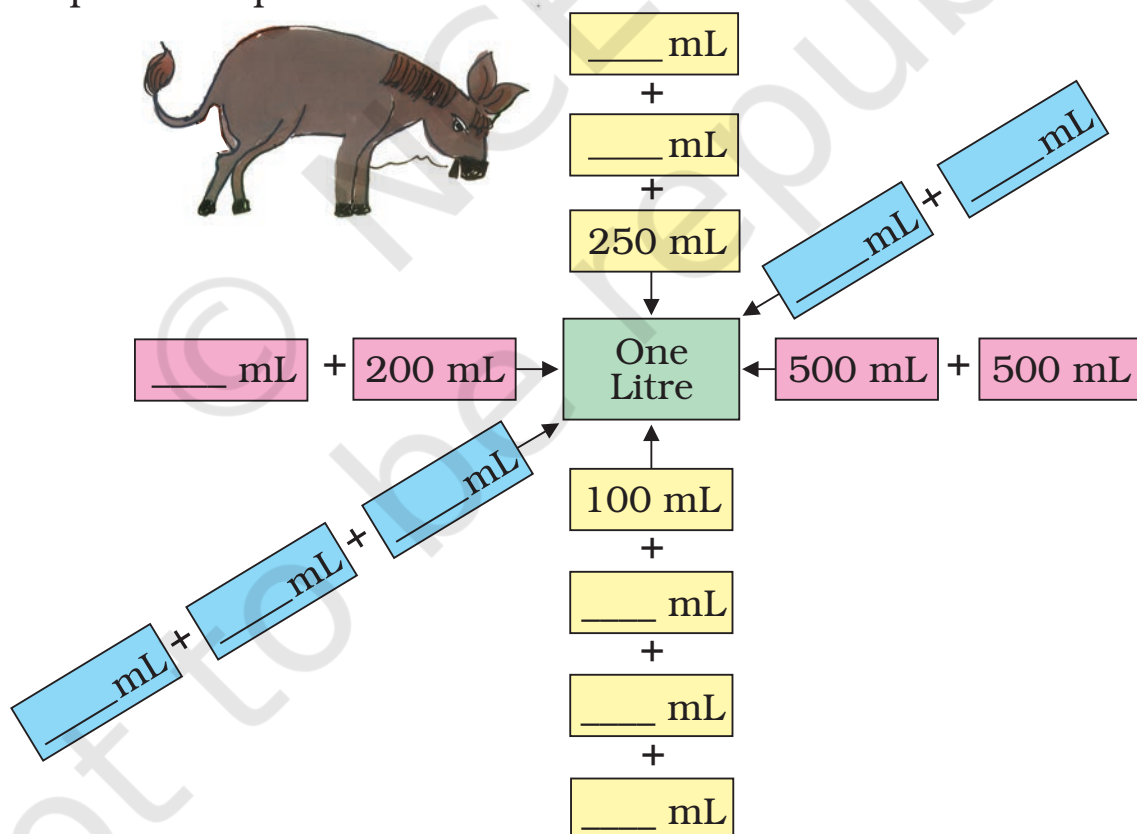 ____ mL
+
____ mL
+
250 mL
____mL + ____mL
____ mL + 200 mL
One
Litre
500 mL + 500 mL
____mL + ____mL + ____mL
100 mL
+
____ mL
+
____ mL
+
____ mL